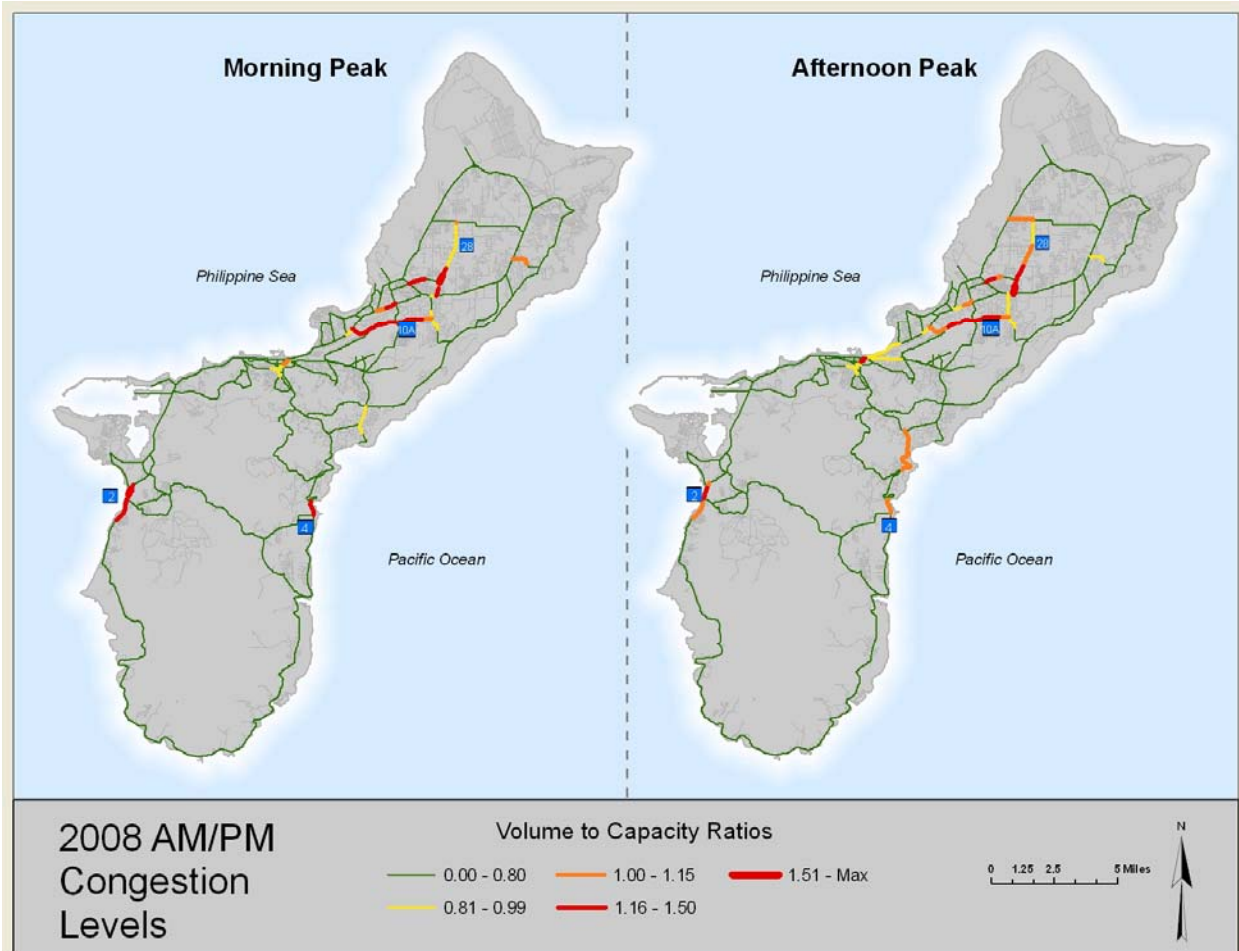 Morning Peak
Afternoon Peak
28
28
Philippine Sea
Philippine Sea
10A
10A
2
2
4
4
Pacific Ocean
Pacific Ocean
2008 AM/PM
Congestion
Levels
Volume to Capacity Ratios
0.00 - 0.80
1.00 - 1.15
1.51 - Max
0.81 - 0.99
1.16 - 1.50
0 1.25 2.5 5 Miles
N